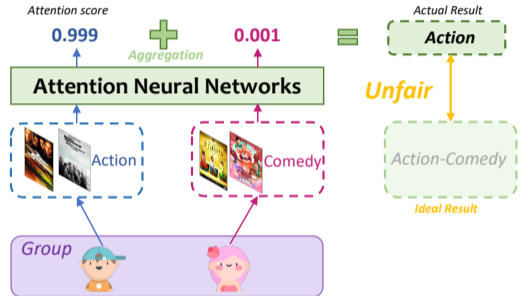 Attention score
Actual Result
0.999
0.001
Action
Aggregation
Attention Neural Networks
Unfair
Action
Comedy
Action-Comedy
Ideal Result
Group